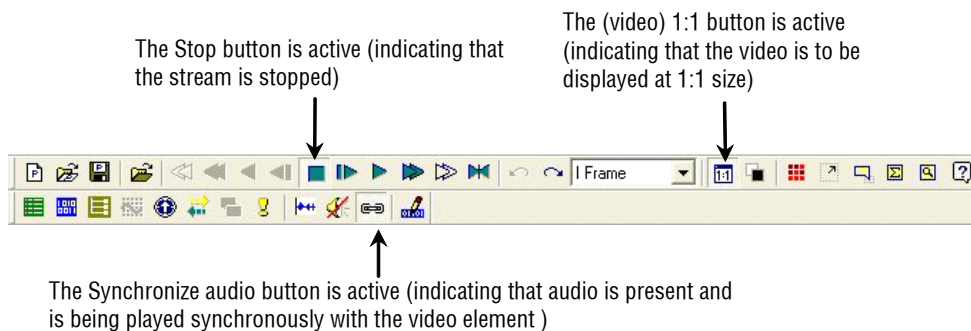 The (video) 1:1 button is active
(indicating that the video is to be
displayed at 1:1 size)
The Stop button is active (indicating that
the stream is stopped)
I Frame
1:1
The Synchronize audio button is active (indicating that audio is present and
is being played synchronously with the video element )